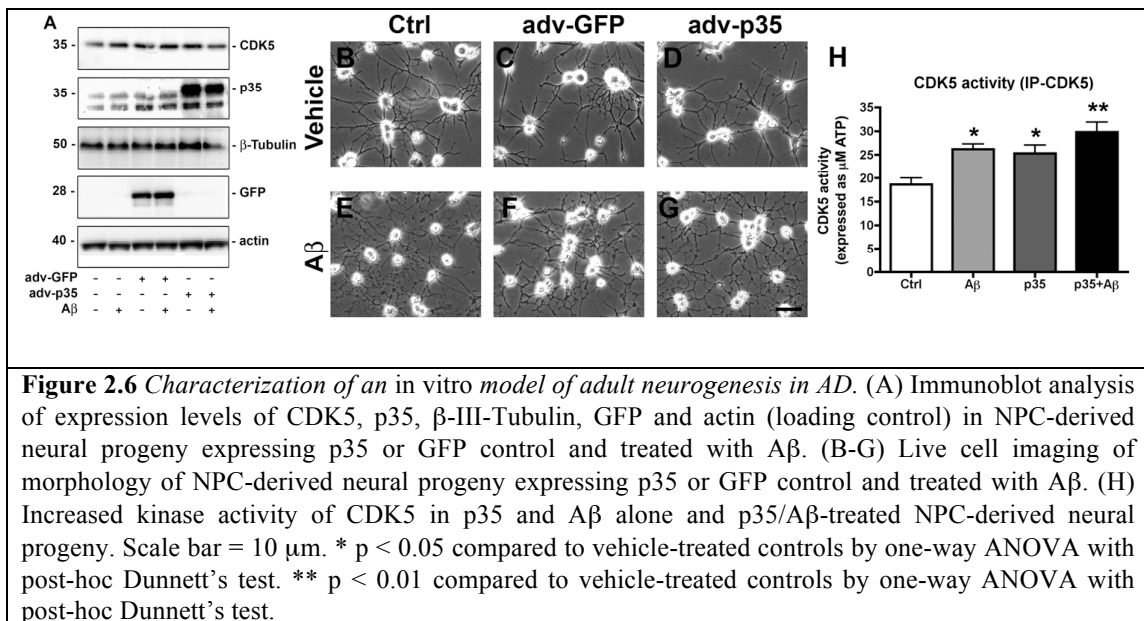 A
35 -
- CDK5
35 -
- p35
50 -
- β-Tubulin
28 -
- GFP
40 -
- actin
adv-GFP - - + + - -
adv-p35 - - - - + +
Aβ - + - + - +
Ctrl adv-GFP adv-p35
Vehicle
B C D
Aβ
E F G
H
CDK5 activity (IP-CDK5)
CDK5 activity
(expressed as μM ATP)
40
35
30
25
20
15
10
5
0
* * **
Ctrl Aβ p35 p35+Aβ
Figure 2.6 Characterization of an in vitro model of adult neurogenesis in AD. (A) Immunoblot analysis
of expression levels of CDK5, p35, β-III-Tubulin, GFP and actin (loading control) in NPC-derived
neural progeny expressing p35 or GFP control and treated with Aβ. (B-G) Live cell imaging of
morphology of NPC-derived neural progeny expressing p35 or GFP control and treated with Aβ. (H)
Increased kinase activity of CDK5 in p35 and Aβ alone and p35/Aβ-treated NPC-derived neural
progeny. Scale bar = 10 μm. * p < 0.05 compared to vehicle-treated controls by one-way ANOVA with
post-hoc Dunnett’s test. ** p < 0.01 compared to vehicle-treated controls by one-way ANOVA with
post-hoc Dunnett’s test.